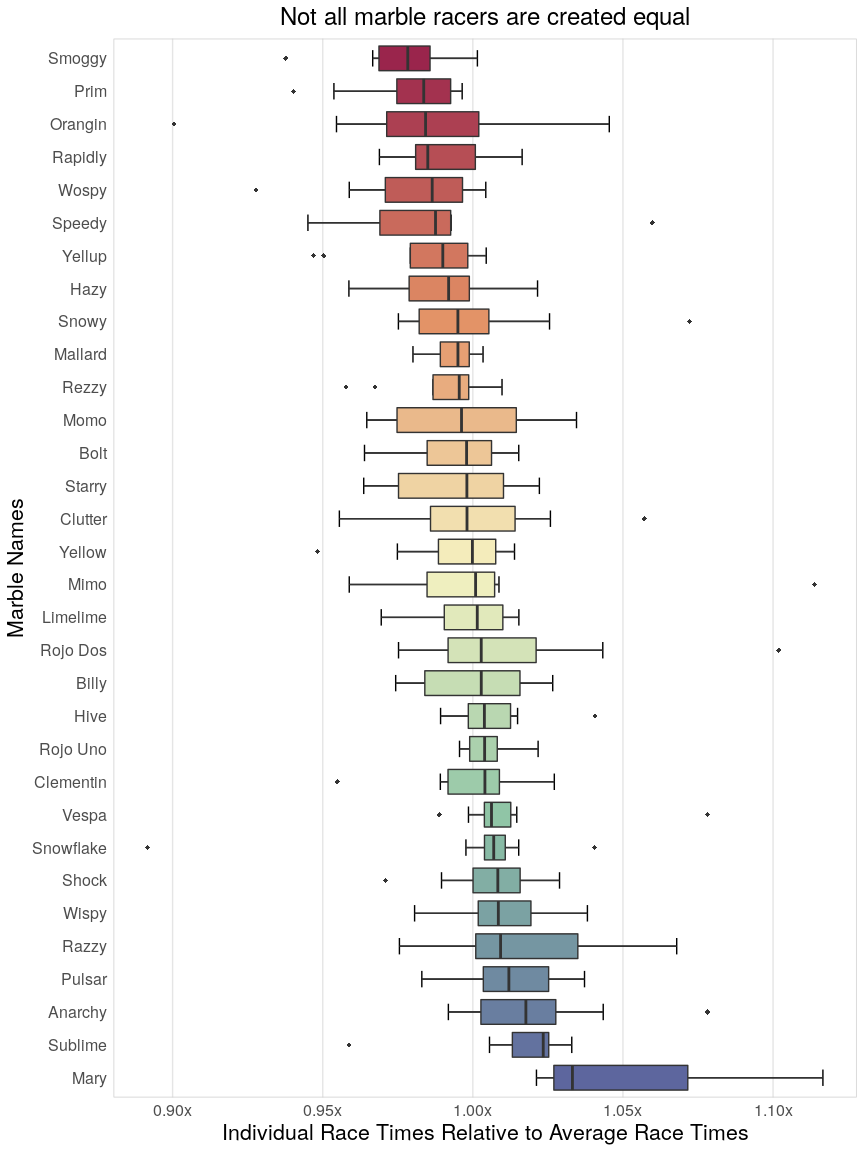 Not all marble racers are created equal
Smoggy
Prim
Orangin
Rapidly
Wospy
Speedy
Yellup
Hazy
Snowy
Mallard
Rezzy
Momo
Bolt
Starry
Clutter
Yellow
Mimo
Limelime
Rojo Dos
Billy
Hive
Rojo Uno
Clementin
Vespa
Snowflake
Shock
Wispy
Razzy
Pulsar
Anarchy
Sublime
Mary
Marble Names
0.90x 0.95x 1.00x 1.05x 1.10x
Individual Race Times Relative to Average Race Times